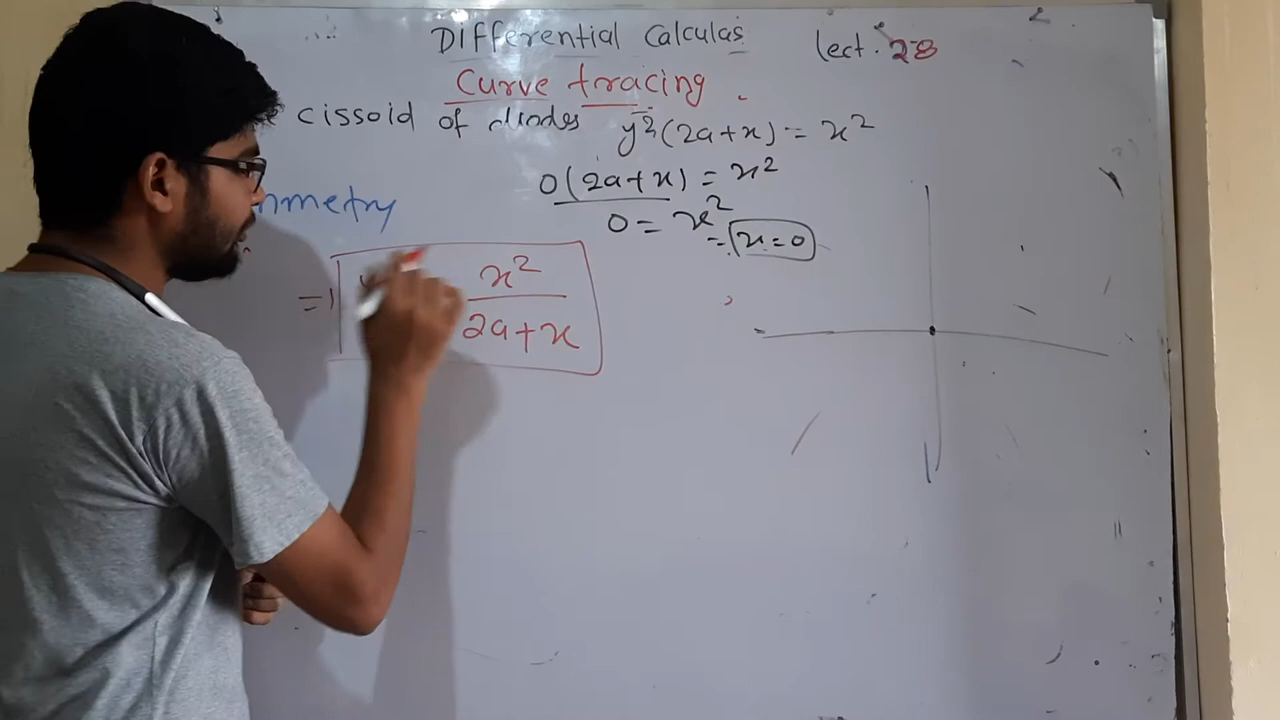 Differential Calculas
lect. 28
Curve tracing
cissoid of diodes y²(2a+x) = x²
0(2a+x) = x²
0 = x²
= x=0
mmetry
= x²
2a+x